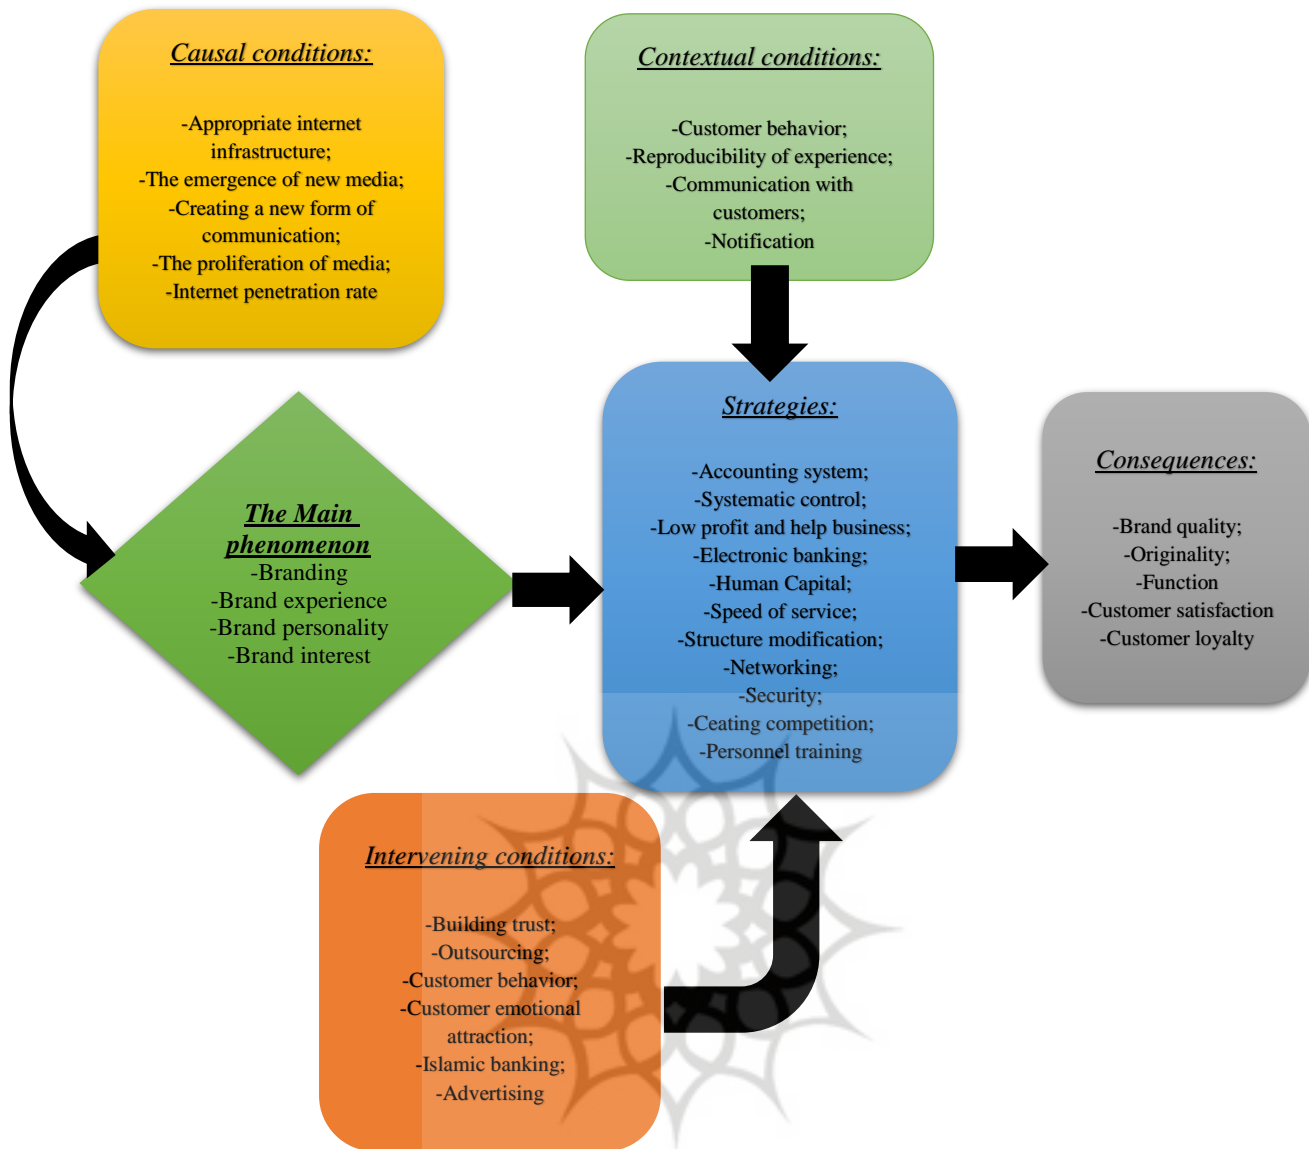 Causal conditions:
-Appropriate internet
infrastructure;
-The emergence of new media;
-Creating a new form of
communication;
-The proliferation of media;
-Internet penetration rate
Contextual conditions:
-Customer behavior;
-Reproducibility of experience;
-Communication with
customers;
-Notification
The Main
phenomenon
-Branding
-Brand experience
-Brand personality
-Brand interest
Strategies:
-Accounting system;
-Systematic control;
-Low profit and help business;
-Electronic banking;
-Human Capital;
-Speed of service;
-Structure modification;
-Networking;
-Security;
-Ceating competition;
-Personnel training
Consequences:
-Brand quality;
-Originality;
-Function
-Customer satisfaction
-Customer loyalty
Intervening conditions:
-Building trust;
-Outsourcing;
-Customer behavior;
-Customer emotional
attraction;
-Islamic banking;
-Advertising